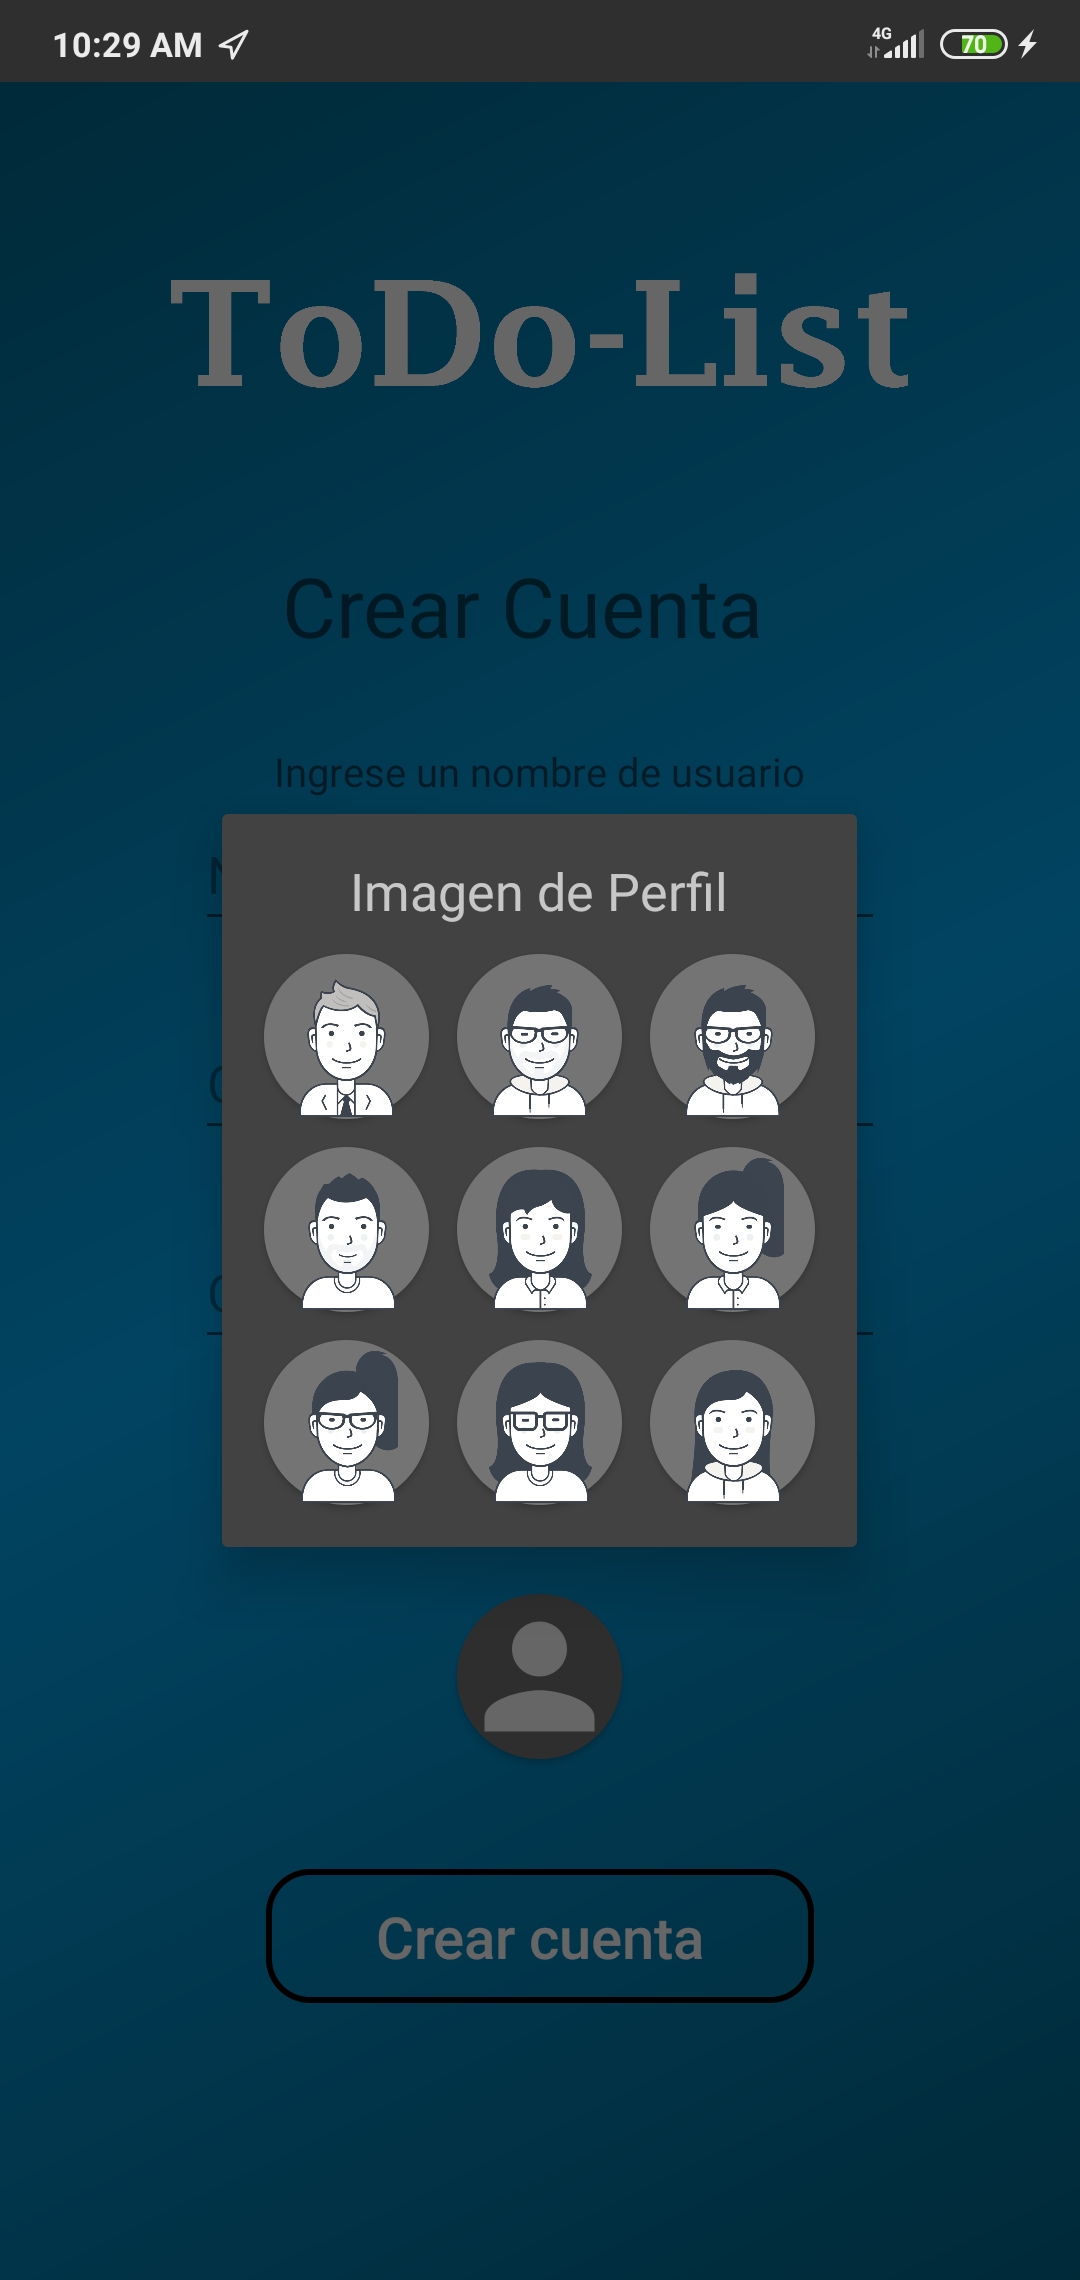 10:29 AM
4G
70
ToDo-List
Crear Cuenta
Ingrese un nombre de usuario
Imagen de Perfil
Crear cuenta